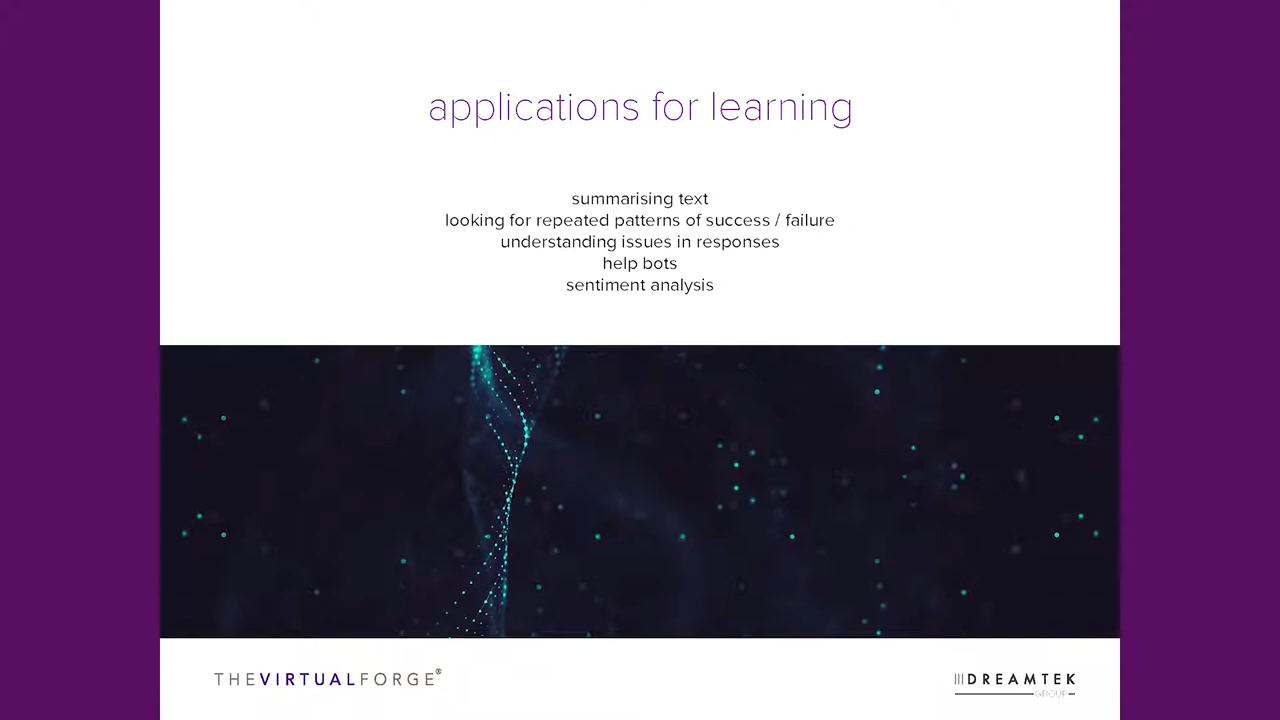 applications for learning
summarising text
looking for repeated patterns of success / failure
understanding issues in responses
help bots
sentiment analysis
THEVIRTUALFORGE®
DREAMTEK
GROUP